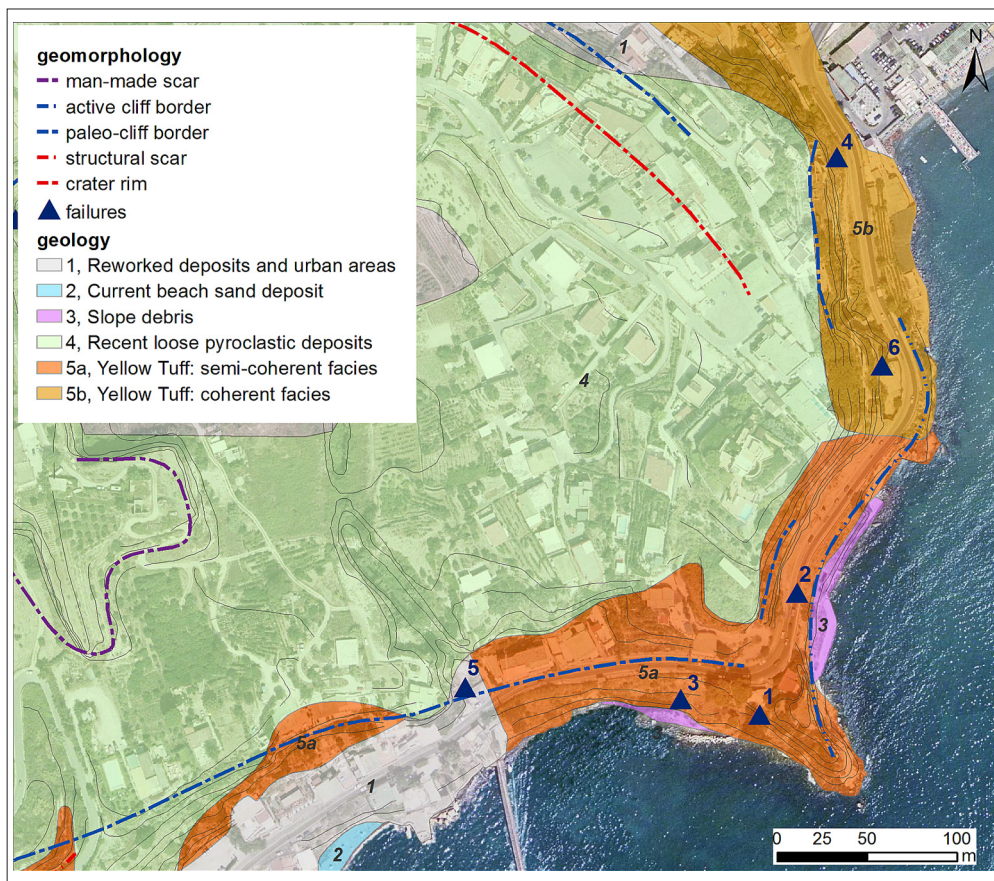 geomorphology
man-made scar
active cliff border
paleo-cliff border
structural scar
crater rim
failures
geology
1, Reworked deposits and urban areas
2, Current beach sand deposit
3, Slope debris
4, Recent loose pyroclastic deposits
5a, Yellow Tuff: semi-coherent facies
5b, Yellow Tuff: coherent facies
1
N
4
5b
6
4
2
3
5
5a
3
1
5a
1
2
0 25 50 100
m